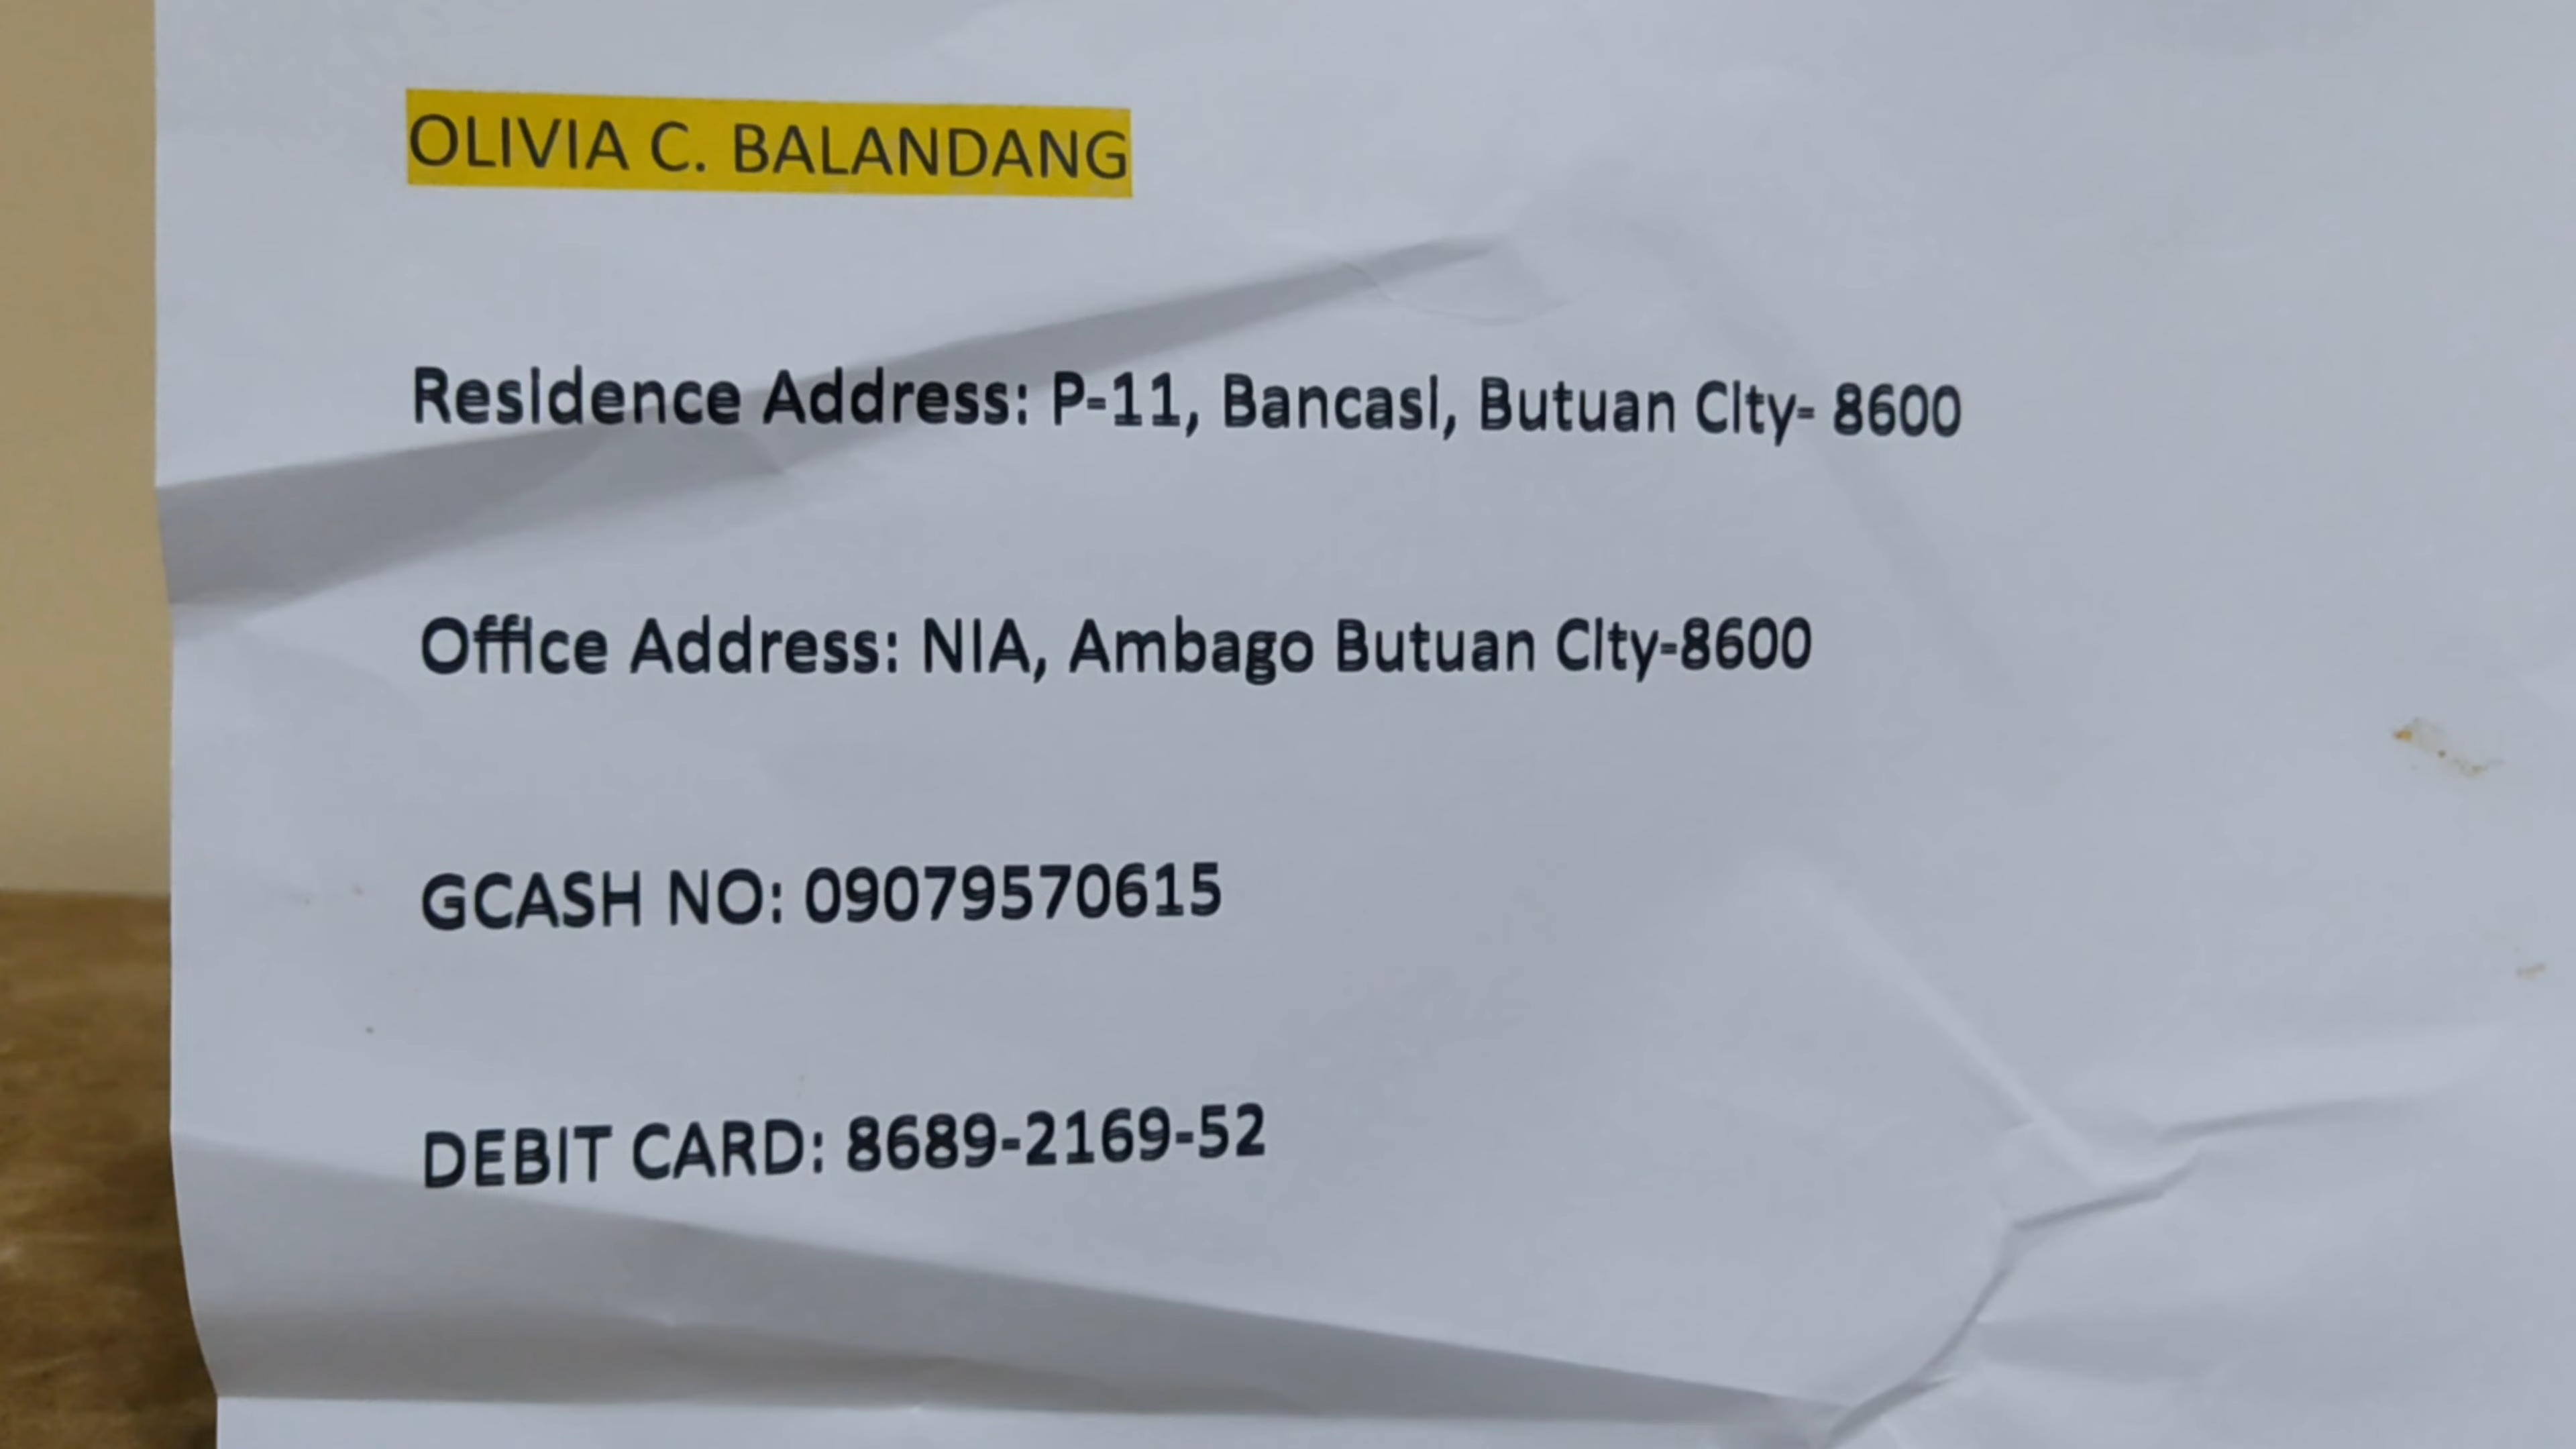 OLIVIA C. BALANDANG
Residence Address: P-11, Bancasi, Butuan City- 8600
Office Address: NIA, Ambago Butuan City-8600
GCASH NO: 09079570615
DEBIT CARD: 8689-2169-52